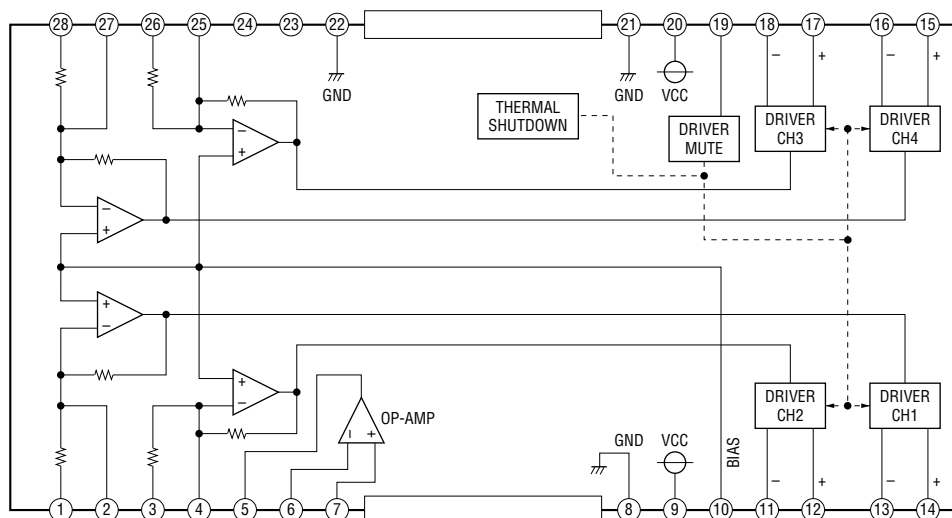 28 27 26 25 24 23 22 21 20 19 18 17 16 15
− + − +
GND GND VCC
THERMAL
SHUTDOWN
DRIVER
MUTE
DRIVER
CH3
DRIVER
CH4
−
+
−
+
+
−
+
−
OP-AMP
− +
GND VCC BIAS
DRIVER
CH2
DRIVER
CH1
− + − +
1 2 3 4 5 6 7 8 9 10 11 12 13 14